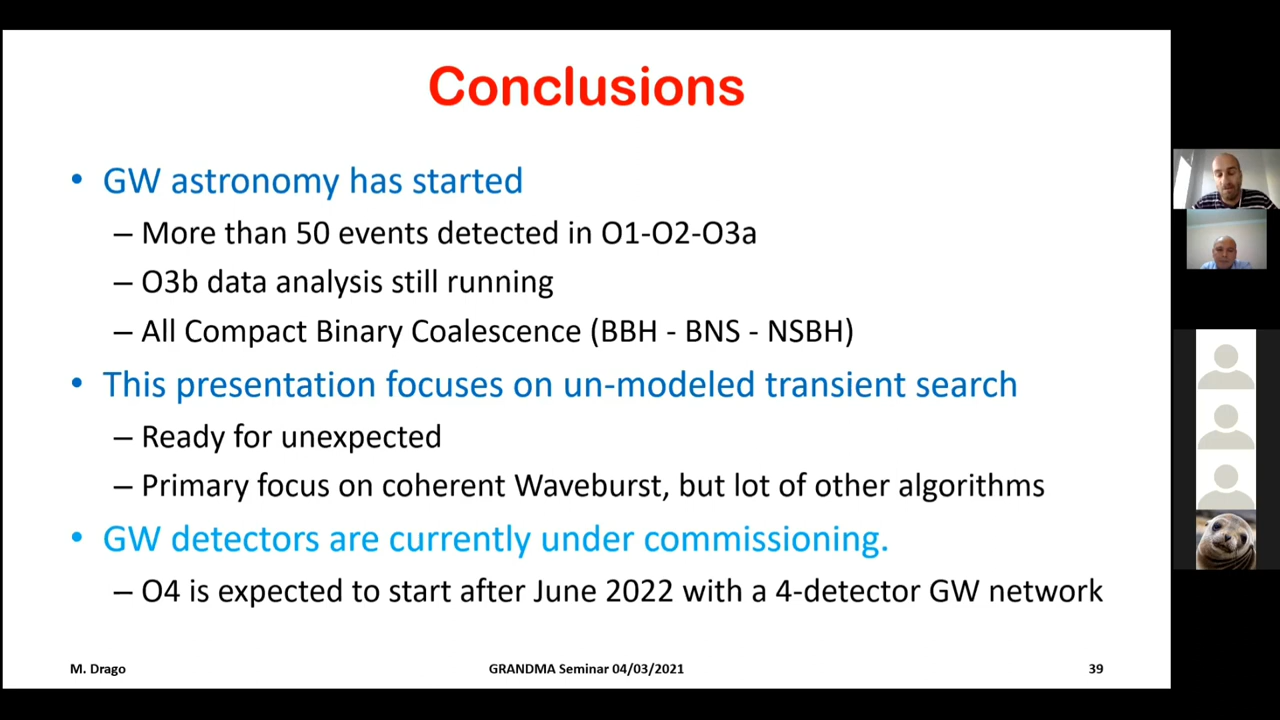 Conclusions
• GW astronomy has started
– More than 50 events detected in O1-O2-O3a
– O3b data analysis still running
– All Compact Binary Coalescence (BBH - BNS - NSBH)
• This presentation focuses on un-modeled transient search
– Ready for unexpected
– Primary focus on coherent Waveburst, but lot of other algorithms
• GW detectors are currently under commissioning.
– O4 is expected to start after June 2022 with a 4-detector GW network
M. Drago
GRANDMA Seminar 04/03/2021
39